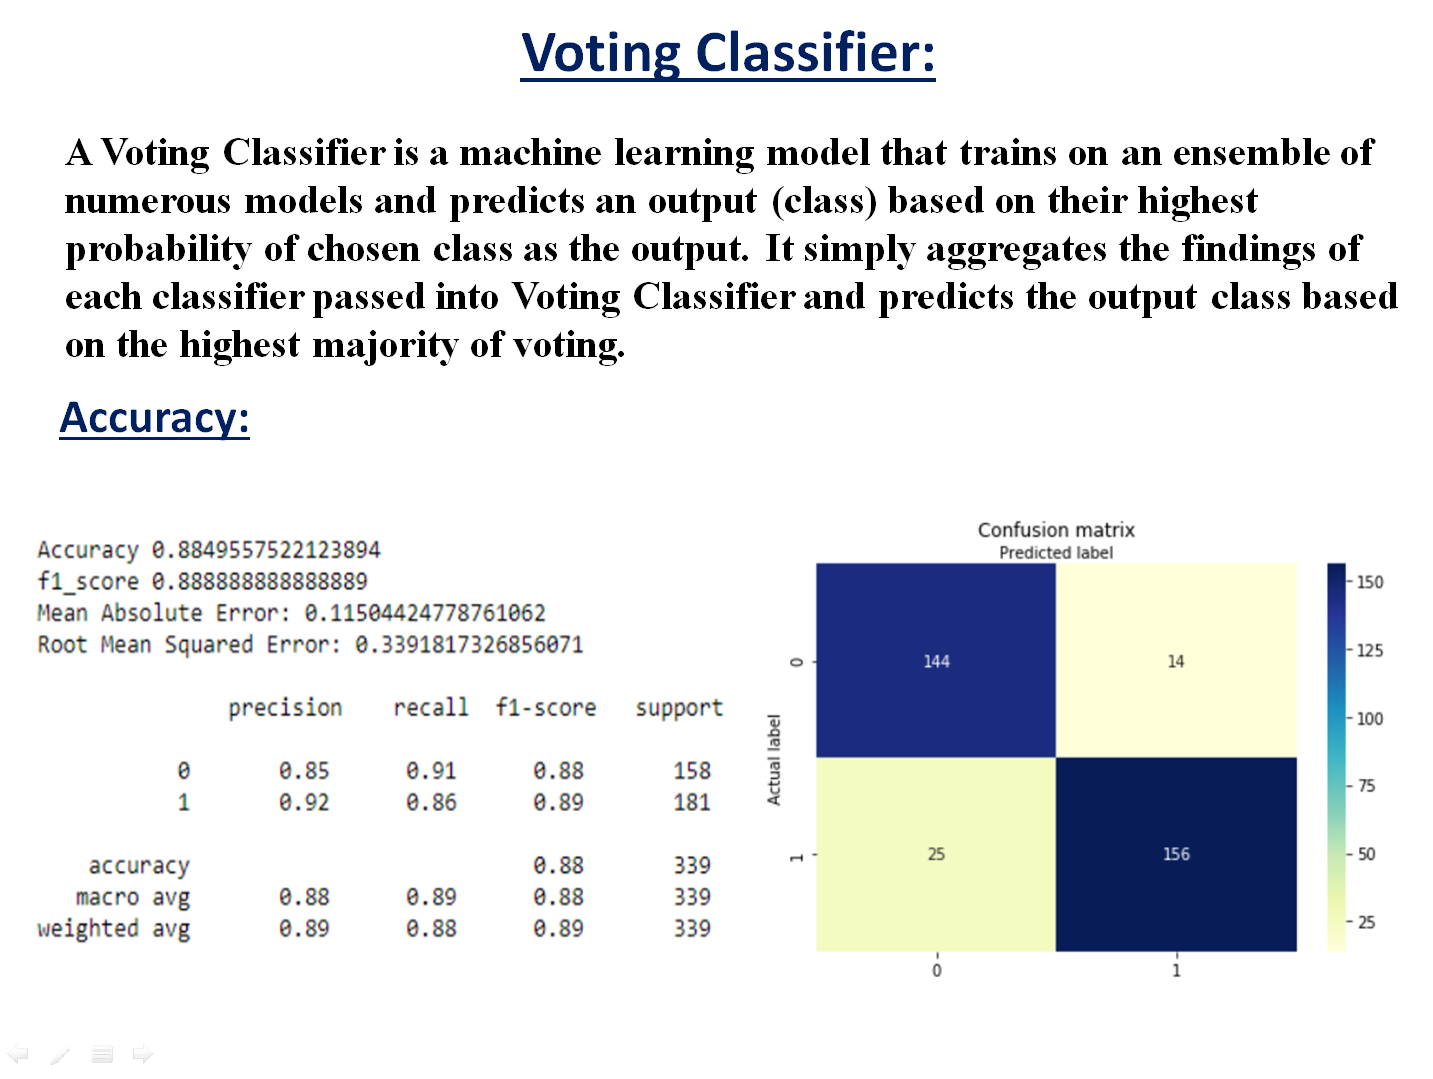 Voting Classifier:
A Voting Classifier is a machine learning model that trains on an ensemble of
numerous models and predicts an output (class) based on their highest
probability of chosen class as the output. It simply aggregates the findings of
each classifier passed into Voting Classifier and predicts the output class based
on the highest majority of voting.
Accuracy:
Accuracy 0.8849557522123894
f1_score 0.888888888888889
Mean Absolute Error: 0.11504424778761062
Root Mean Squared Error: 0.3391817326856071
precision recall f1-score support
0 0.85 0.91 0.88 158
1 0.92 0.86 0.89 181
accuracy 0.88 339
macro avg 0.88 0.89 0.88 339
weighted avg 0.89 0.88 0.89 339
Confusion matrix
Predicted label
Actual label
0
144 14
1
25 156
0 1
150
125
100
75
50
25